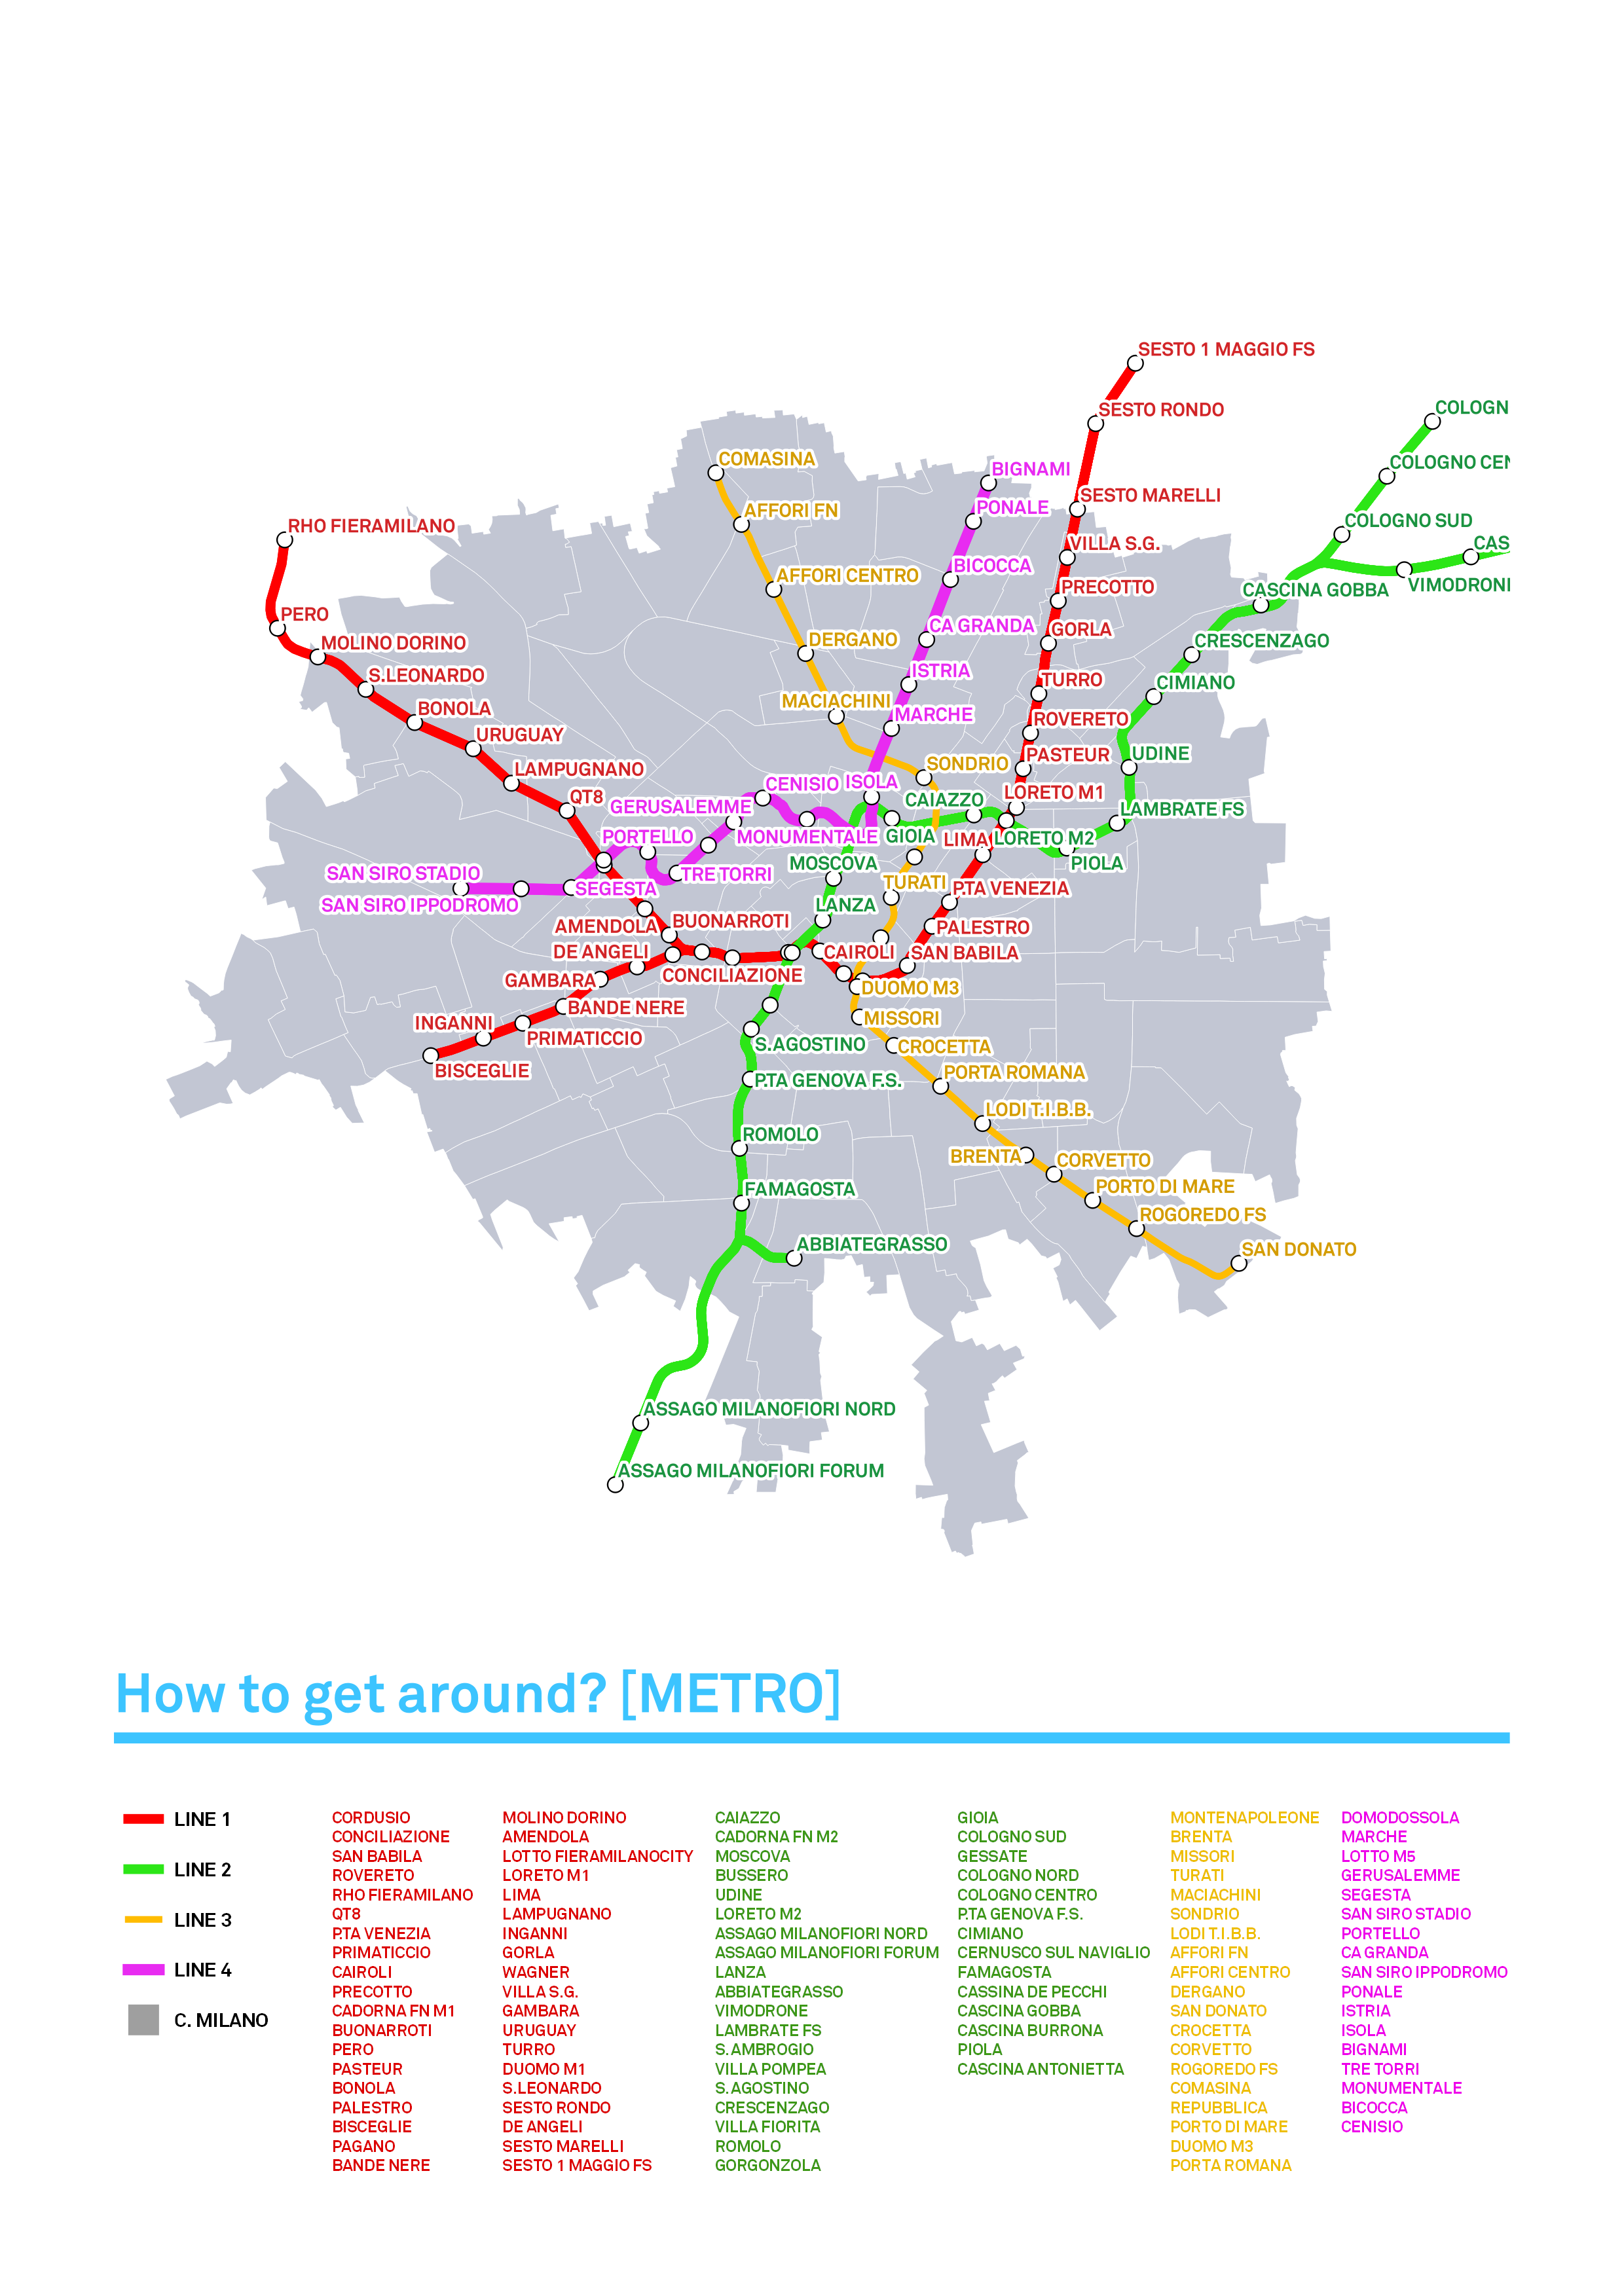 SESTO 1 MAGGIO FS
SESTO RONDO
COLOGN
COMASINA
BIGNAMI
COLOGNO CEN
SESTO MARELLI
PONALE
AFFORI FN
COLOGNO SUD
RHO FIERAMILANO
VILLA S.G.
CAS
BICOCCA
AFFORI CENTRO
PRECOTTO
VIMODRONI
CASCINA GOBBA
PERO
CA GRANDA
GORLA
DERGANO
CRESCENZAGO
MOLINO DORINO
ISTRIA
S.LEONARDO
TURRO
CIMIANO
MACIACHINI
BONOLA
MARCHE
ROVERETO
URUGUAY
PASTEUR
UDINE
SONDRIO
LAMPUGNANO
CENISIO
ISOLA
LORETO M1
QT8
CAIAZZO
GERUSALEMME
LAMBRATE FS
PORTELLO
MONUMENTALE
GIOIA
LIMA
LORETO M2
MOSCOVA
PIOLA
SAN SIRO STADIO
TRE TORRI
SEGESTA
TURATI
P.TA VENEZIA
SAN SIRO IPPODROMO
LANZA
AMENDOLA
BUONARROTI
PALESTRO
DE ANGELI
CAIROLI
SAN BABILA
CONCILIAZIONE
GAMBARA
DUOMO M3
BANDE NERE
MISSORI
INGANNI
PRIMATICCIO
S.AGOSTINO
CROCETTA
BISCEGLIE
PORTA ROMANA
P.TA GENOVA F.S.
LODI T.I.B.B.
ROMOLO
BRENTA
CORVETTO
FAMAGOSTA
PORTO DI MARE
ROGOREDO FS
ABBIATEGRASSO
SAN DONATO
ASSAGO MILANOFIORI NORD
ASSAGO MILANOFIORI FORUM
How to get around? [METRO]
LINE 1
LINE 2
LINE 3
LINE 4
C. MILANO
CORDUSIO
CONCILIAZIONE
SAN BABILA
ROVERETO
RHO FIERAMILANO
QT8
P.TA VENEZIA
PRIMATICCIO
CAIROLI
PRECOTTO
CADORNA FN M1
BUONARROTI
PERO
PASTEUR
BONOLA
PALESTRO
BISCEGLIE
PAGANO
BANDE NERE
MOLINO DORINO
AMENDOLA
LOTTO FIERAMILANOCITY
LORETO M1
LIMA
LAMPUGNANO
INGANNI
GORLA
WAGNER
VILLA S.G.
GAMBARA
URUGUAY
TURRO
DUOMO M1
S.LEONARDO
SESTO RONDO
DE ANGELI
SESTO MARELLI
SESTO 1 MAGGIO FS
CAIAZZO
CADORNA FN M2
MOSCOVA
BUSSERO
UDINE
LORETO M2
ASSAGO MILANOFIORI NORD
ASSAGO MILANOFIORI FORUM
LANZA
ABBIATEGRASSO
VIMODRONE
LAMBRATE FS
S.AMBROGIO
VILLA POMPEA
S.AGOSTINO
CRESCENZAGO
VILLA FIORITA
ROMOLO
GORGONZOLA
GIOIA
COLOGNO SUD
GESSATE
COLOGNO NORD
COLOGNO CENTRO
P.TA GENOVA F.S.
CIMIANO
CERNUSCO SUL NAVIGLIO
FAMAGOSTA
CASSINA DE PECCHI
CASCINA GOBBA
CASCINA BURRONA
PIOLA
CASCINA ANTONIETTA
MONTENAPOLEONE
BRENTA
MISSORI
TURATI
MACIACHINI
SONDRIO
LODI T.I.B.B.
AFFORI FN
AFFORI CENTRO
DERGANO
SAN DONATO
CROCETTA
CORVETTO
ROGOREDO FS
COMASINA
REPUBBLICA
PORTO DI MARE
DUOMO M3
PORTA ROMANA
DOMODOSSOLA
MARCHE
LOTTO M5
GERUSALEMME
SEGESTA
SAN SIRO STADIO
PORTELLO
CA GRANDA
SAN SIRO IPPODROMO
PONALE
ISTRIA
ISOLA
BIGNAMI
TRE TORRI
MONUMENTALE
BICOCCA
CENISIO